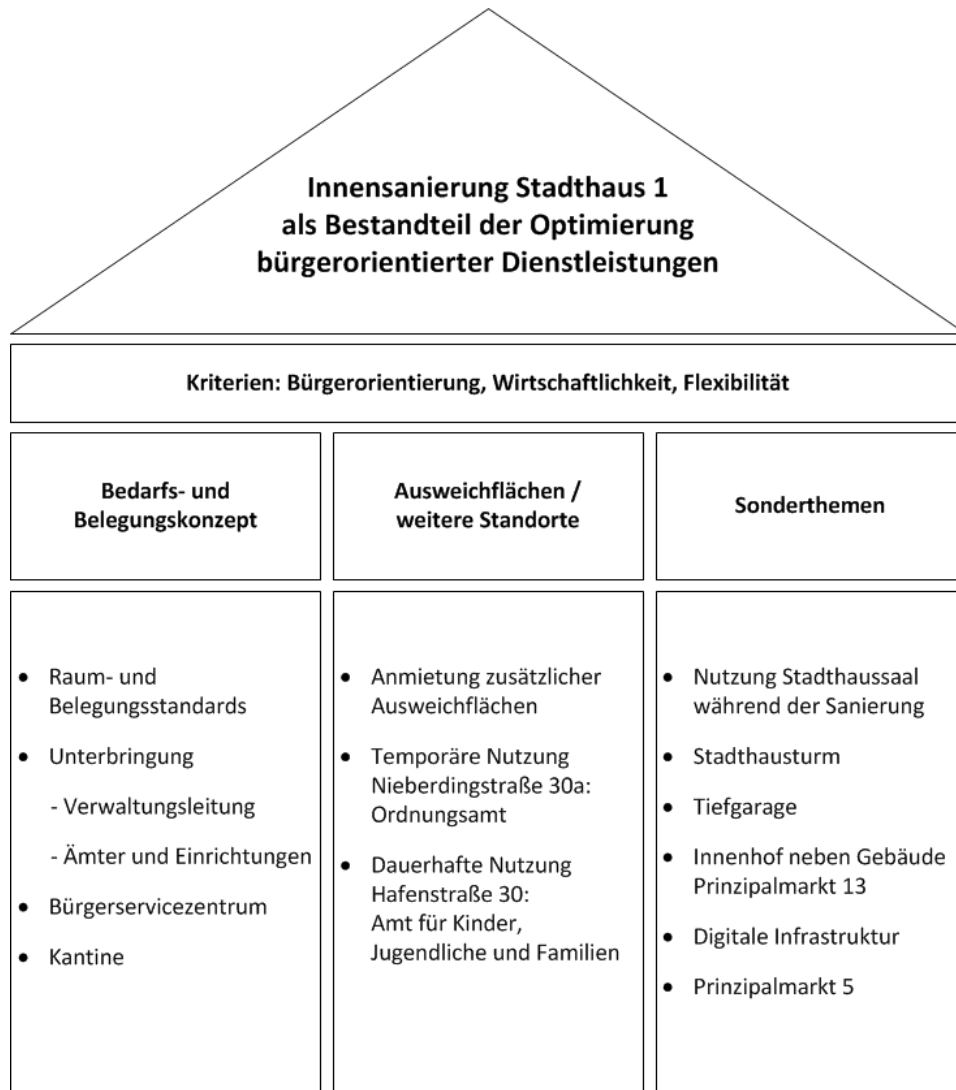 Innensanierung Stadthaus 1
als Bestandteil der Optimierung
bürgerorientierter Dienstleistungen
Kriterien: Bürgerorientierung, Wirtschaftlichkeit, Flexibilität
Bedarfs- und
Belegungskonzept
• Raum- und
Belegungsstandards
• Unterbringung
- Verwaltungsleitung
- Ämter und Einrichtungen
• Bürgerservicezentrum
• Kantine
Ausweichflächen /
weitere Standorte
• Anmietung zusätzlicher
Ausweichflächen
• Temporäre Nutzung
Nieberdingstraße 30a:
Ordnungsamt
• Dauerhafte Nutzung
Hafenstraße 30:
Amt für Kinder,
Jugendliche und Familien
Sonderthemen
• Nutzung Stadthaussaal
während der Sanierung
• Stadthausturm
• Tiefgarage
• Innenhof neben Gebäude
Prinzipalmarkt 13
• Digitale Infrastruktur
• Prinzipalmarkt 5